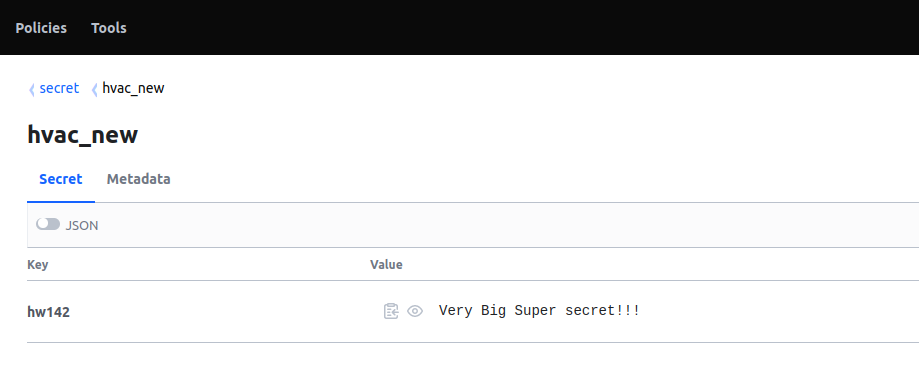 Policies Tools
secret hvac_new
hvac_new
Secret Metadata
JSON
Key Value
hw142 Very Big Super secret!!!